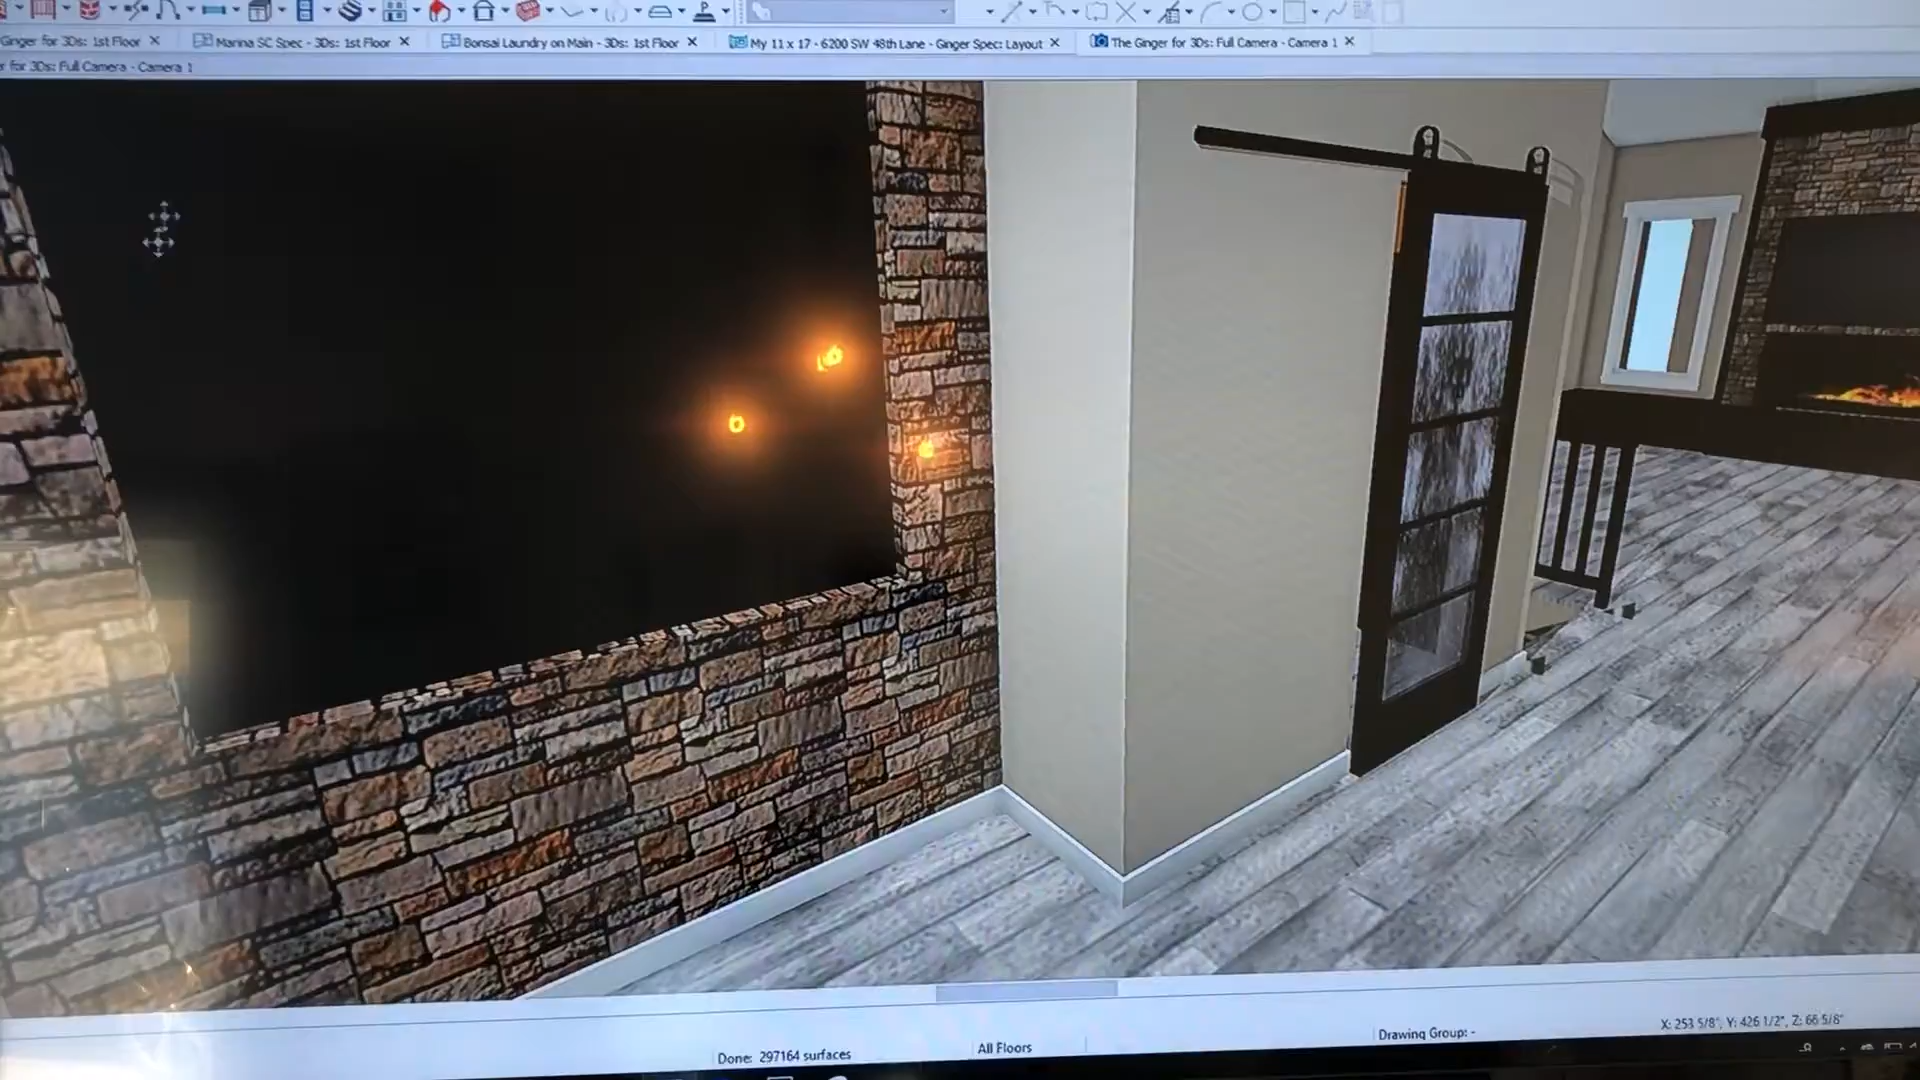 Ginger for 3Ds: 1st Floor
Marina SC Spec - 3Ds: 1st Floor
Bonsai Laundry on Main - 3Ds: 1st Floor
My 11 x 17 - 6200 SW 48th Lane - Ginger Spec: Layout
The Ginger for 3Ds: Full Camera - Camera 1
r for 3Ds: Full Camera - Camera 1
Done: 297164 surfaces
All Floors
Drawing Group: -
X: 253 5/8", Y: 426 1/2", Z: 66 5/8"